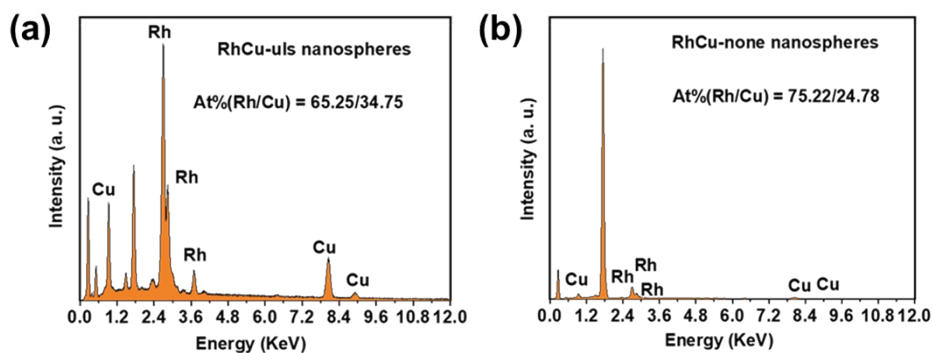 (a)
Rh
RhCu-uls nanospheres
At%(Rh/Cu) = 65.25/34.75
Rh
Cu
Rh
Cu
Cu
Intensity (a. u.)
0.0 1.2 2.4 3.6 4.8 6.0 7.2 8.4 9.6 10.8 12.0
Energy (KeV)
(b)
RhCu-none nanospheres
At%(Rh/Cu) = 75.22/24.78
Rh
Cu
Rh
Rh
Cu
Cu
Intensity (a. u.)
0.0 1.2 2.4 3.6 4.8 6.0 7.2 8.4 9.6 10.8 12.0
Energy (KeV)